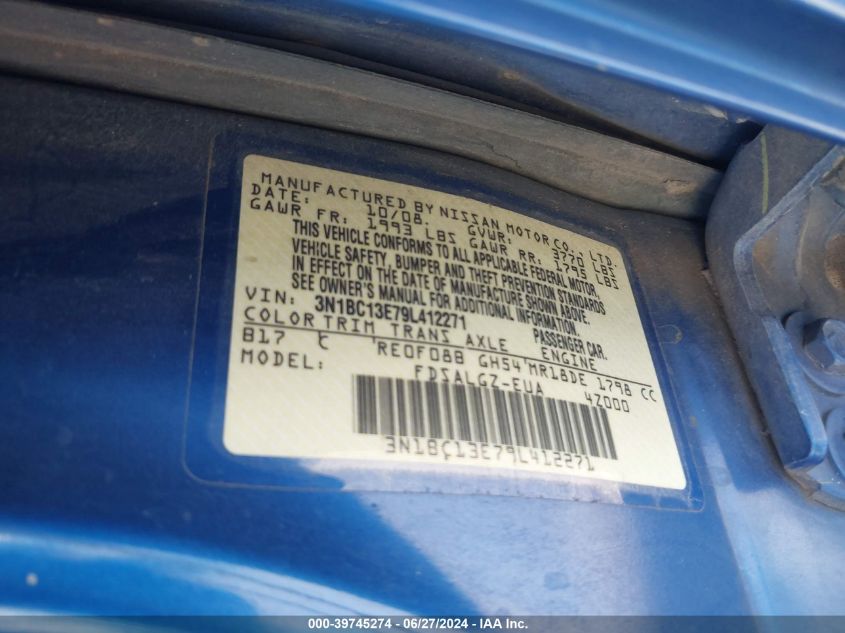 MANUFACTURED BY NISSAN MOTOR CO., LTD.
DATE: 10/08. GVWR: 3770 LBS
GAWR FR: 1993 LBS GAWR RR: 1795 LBS
THIS VEHICLE CONFORMS TO ALL APPLICABLE FEDERAL MOTOR
VEHICLE SAFETY, BUMPER AND THEFT PREVENTION STANDARDS
IN EFFECT ON THE DATE OF MANUFACTURE SHOWN ABOVE.
SEE OWNER'S MANUAL FOR ADDITIONAL INFORMATION.
VIN: 3N1BC13E79L412271 PASSENGER CAR.
COLOR TRIM TRANS AXLE ENGINE
B17 C RE0F08B GH54 MR18DE 1798 CC
MODEL: FDSALGZ-EUA 4Z000
3N1BC13E79L412271
000-39745274 - 06/27/2024 - IAA Inc.